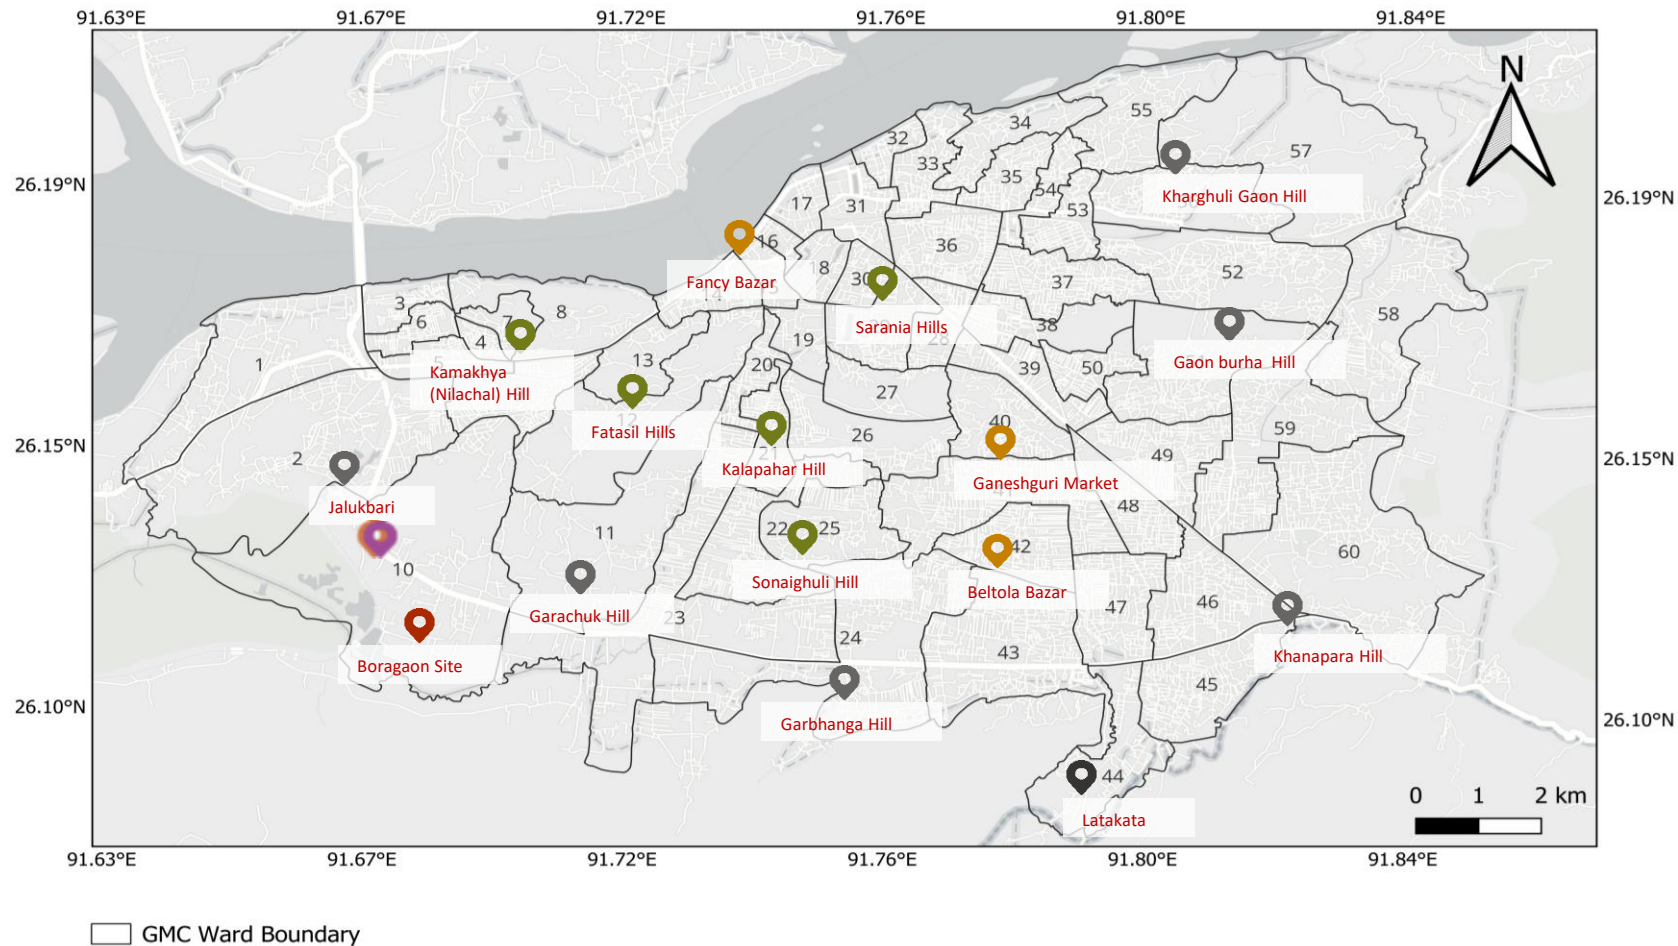 91.63°E 91.67°E 91.72°E 91.76°E 91.80°E 91.84°E
N
55
34
32
57
33
35
26.19°N
54
26.19°N
Kharghuli Gaon Hill
17
31
53
16
36
18
52
Fancy Bazar
30
37
3
8
7
6
58
38
Sarania Hills
4
19
28
13
Gaon burha Hill
1
20
39
50
5
Kamakhya
(Nilachal) Hill
27
12
40
59
Fatasil Hills
26
26.15°N
21
49
26.15°N
2
Kalapahar Hill
Ganeshguri Market
41
Jalukbari
48
22
25
11
42
60
10
Sonaighuli Hill
Beltola Bazar
46
47
Garachuk Hill
23
24
43
Khanapara Hill
Boragaon Site
45
26.10°N
26.10°N
Garbhanga Hill
44
0 1 2 km
Latakata
91.63°E 91.67°E 91.72°E 91.76°E 91.80°E 91.84°E
GMC Ward Boundary